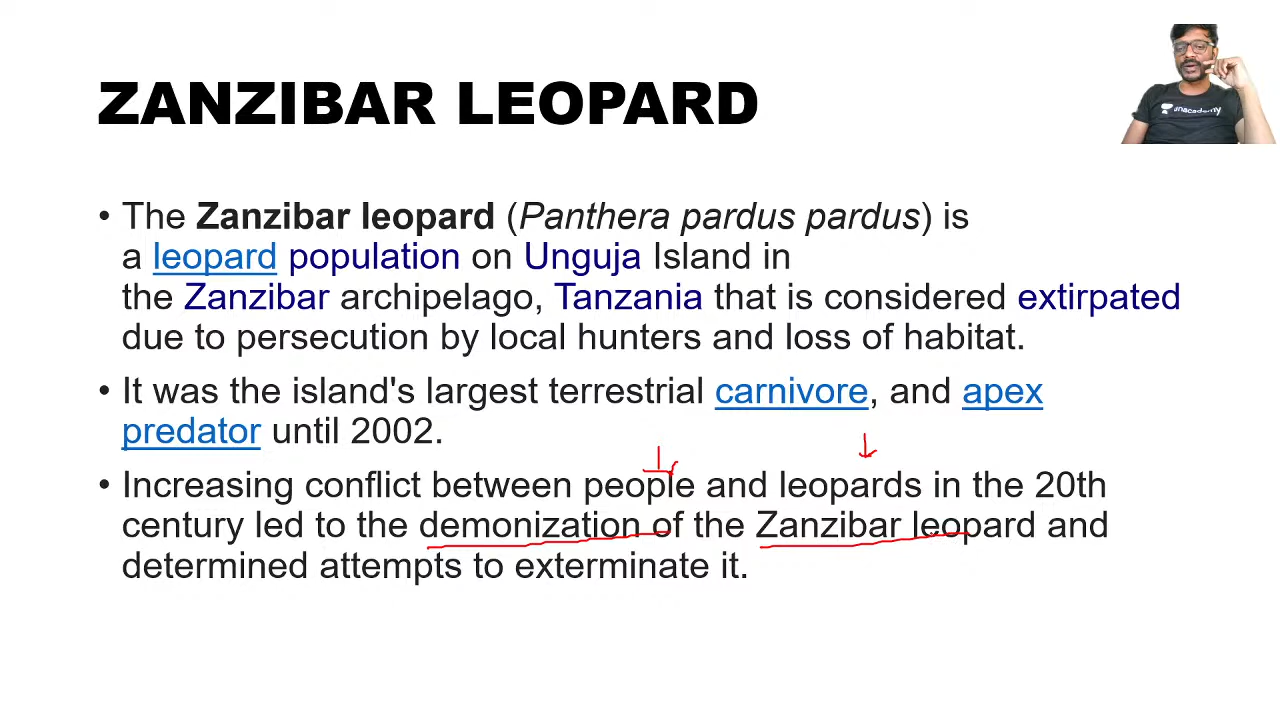 ZANZIBAR LEOPARD
unacademy
• The Zanzibar leopard (Panthera pardus pardus) is
a leopard population on Unguja Island in
the Zanzibar archipelago, Tanzania that is considered extirpated
due to persecution by local hunters and loss of habitat.
• It was the island's largest terrestrial carnivore, and apex
predator until 2002.
• Increasing conflict between people and leopards in the 20th
century led to the demonization of the Zanzibar leopard and
determined attempts to exterminate it.